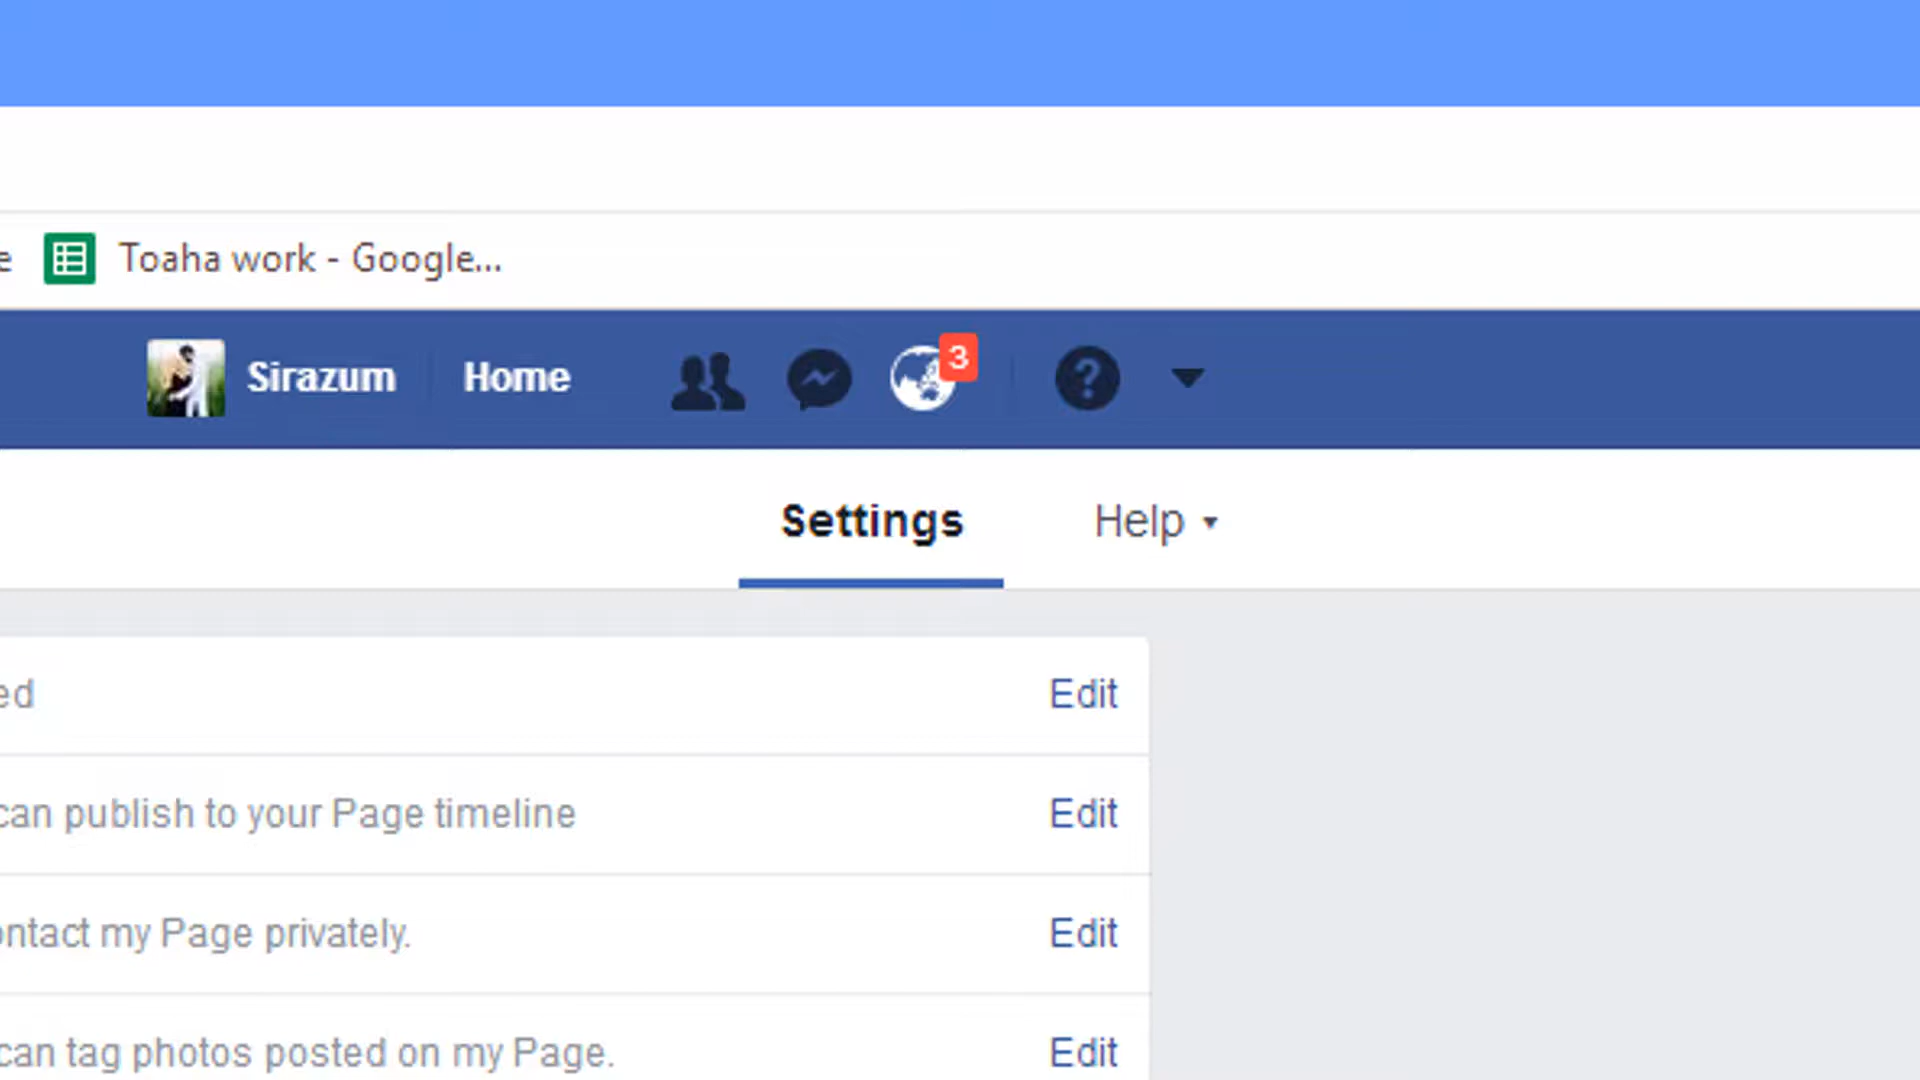 e Toaha work - Google...
Sirazum Home 3 ?
Settings Help
ed Edit
can publish to your Page timeline Edit
ontact my Page privately. Edit
can tag photos posted on my Page. Edit